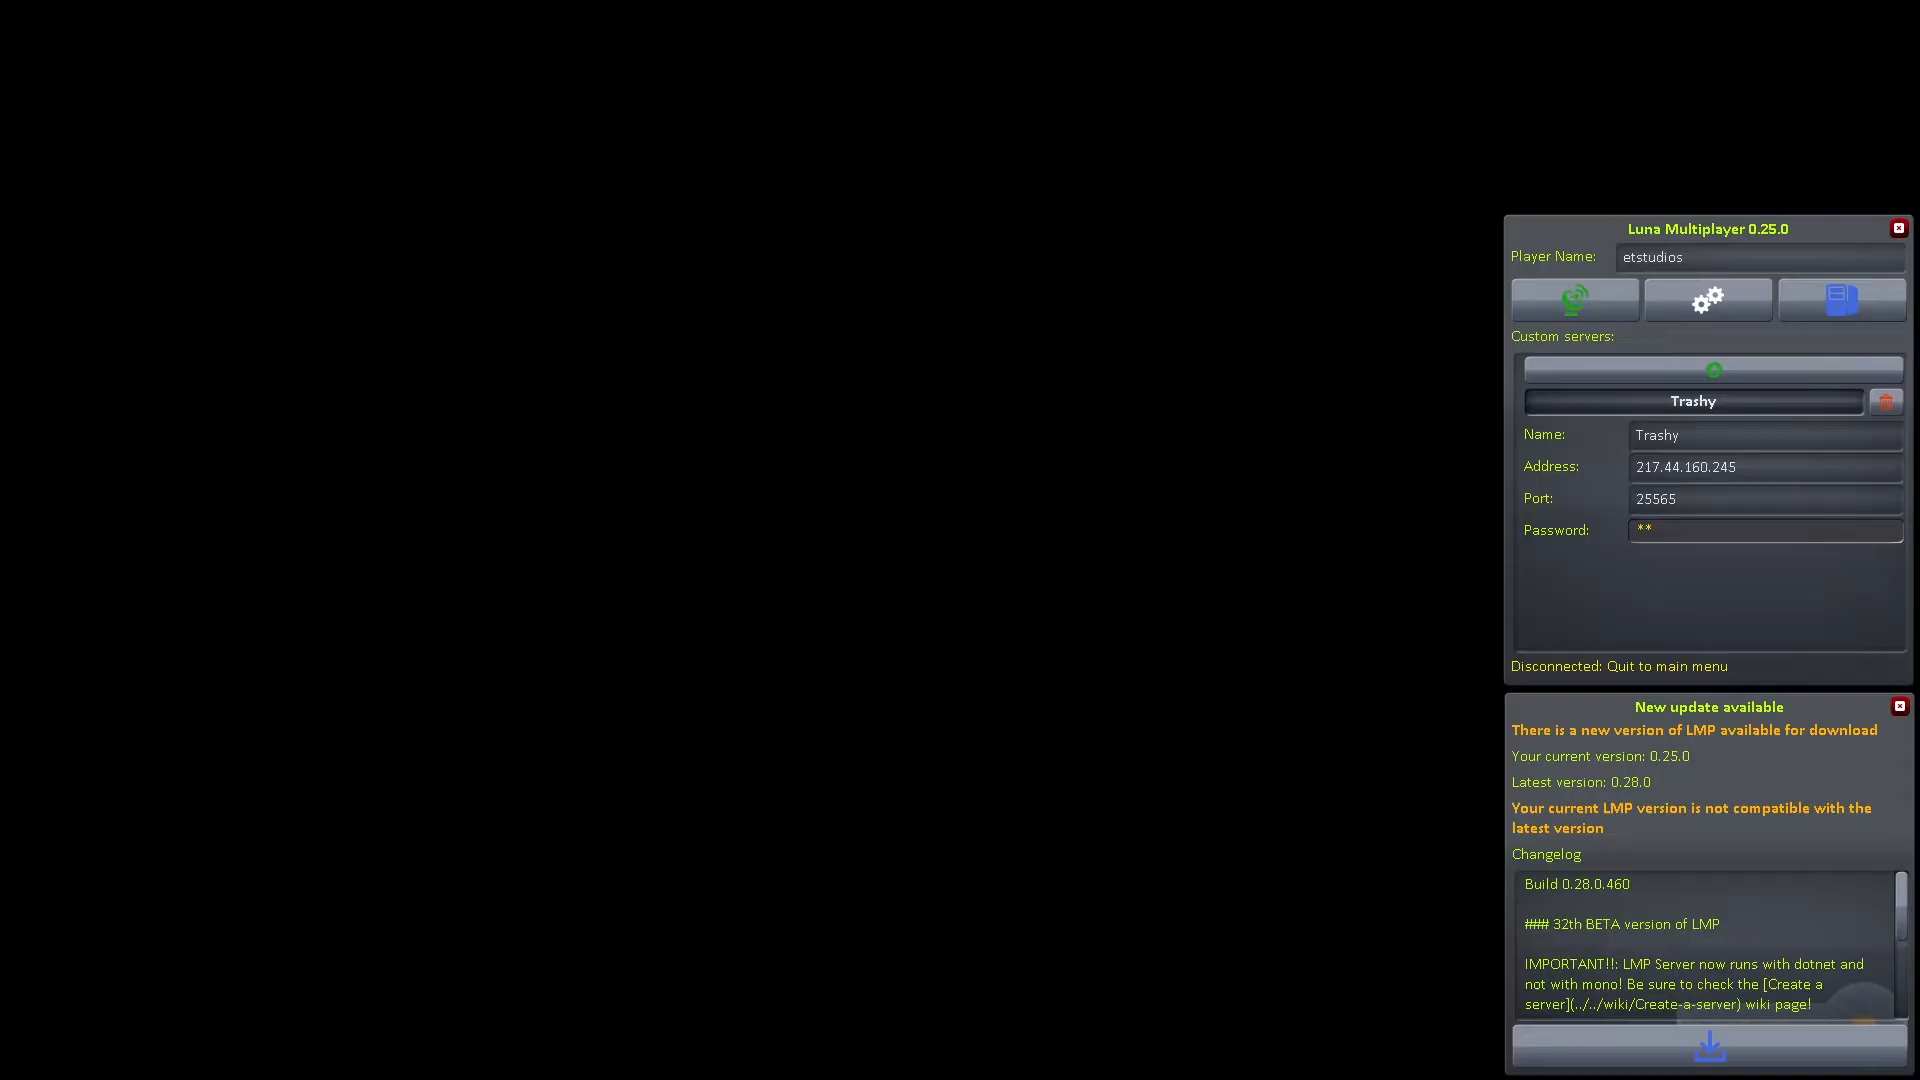 Luna Multiplayer 0.25.0
Player Name: etstudios
Custom servers:
Trashy
Name: Trashy
Address: 217.44.160.245
Port: 25565
Password: **
Disconnected: Quit to main menu
New update available
There is a new version of LMP available for download
Your current version: 0.25.0
Latest version: 0.28.0
Your current LMP version is not compatible with the
latest version
Changelog
Build 0.28.0.460
### 32th BETA version of LMP
IMPORTANT!!: LMP Server now runs with dotnet and
not with mono! Be sure to check the [Create a
server](../../wiki/Create-a-server) wiki page!